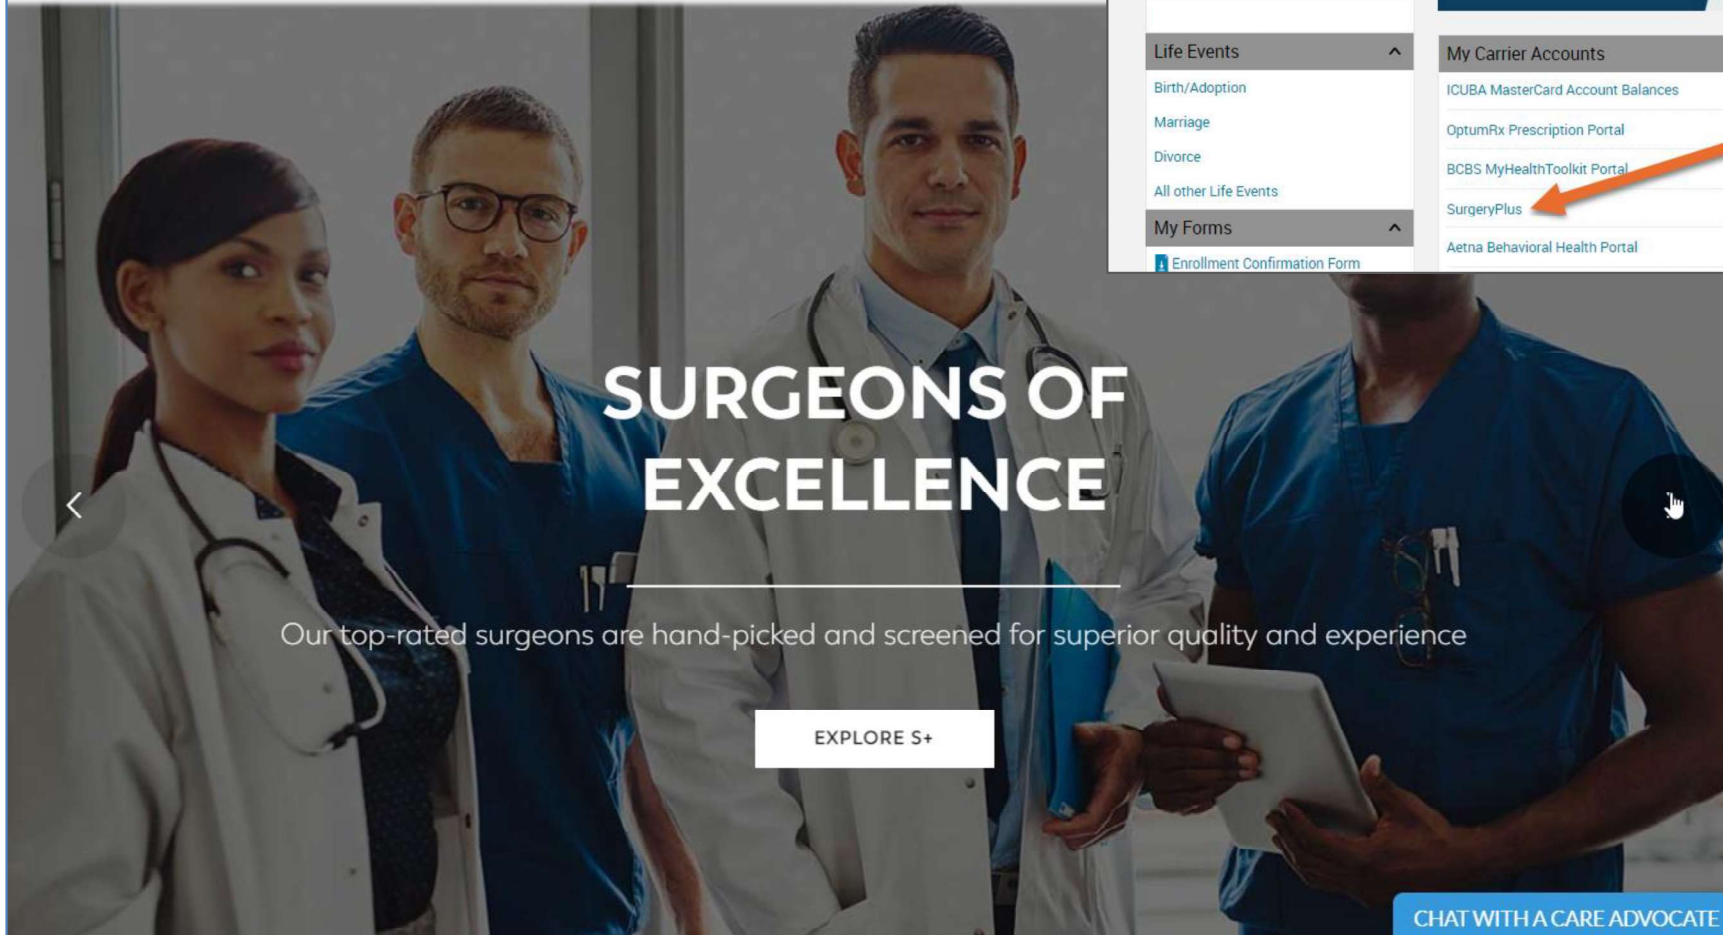 Life Events
Birth/Adoption
Marriage
Divorce
All other Life Events
My Forms
Enrollment Confirmation Form
My Carrier Accounts
ICUBA MasterCard Account Balances
OptumRx Prescription Portal
BCBS MyHealthToolkit Portal
SurgeryPlus
Aetna Behavioral Health Portal
SURGEONS OF
EXCELLENCE
Our top-rated surgeons are hand-picked and screened for superior quality and experience
EXPLORE S+
CHAT WITH A CARE ADVOCATE